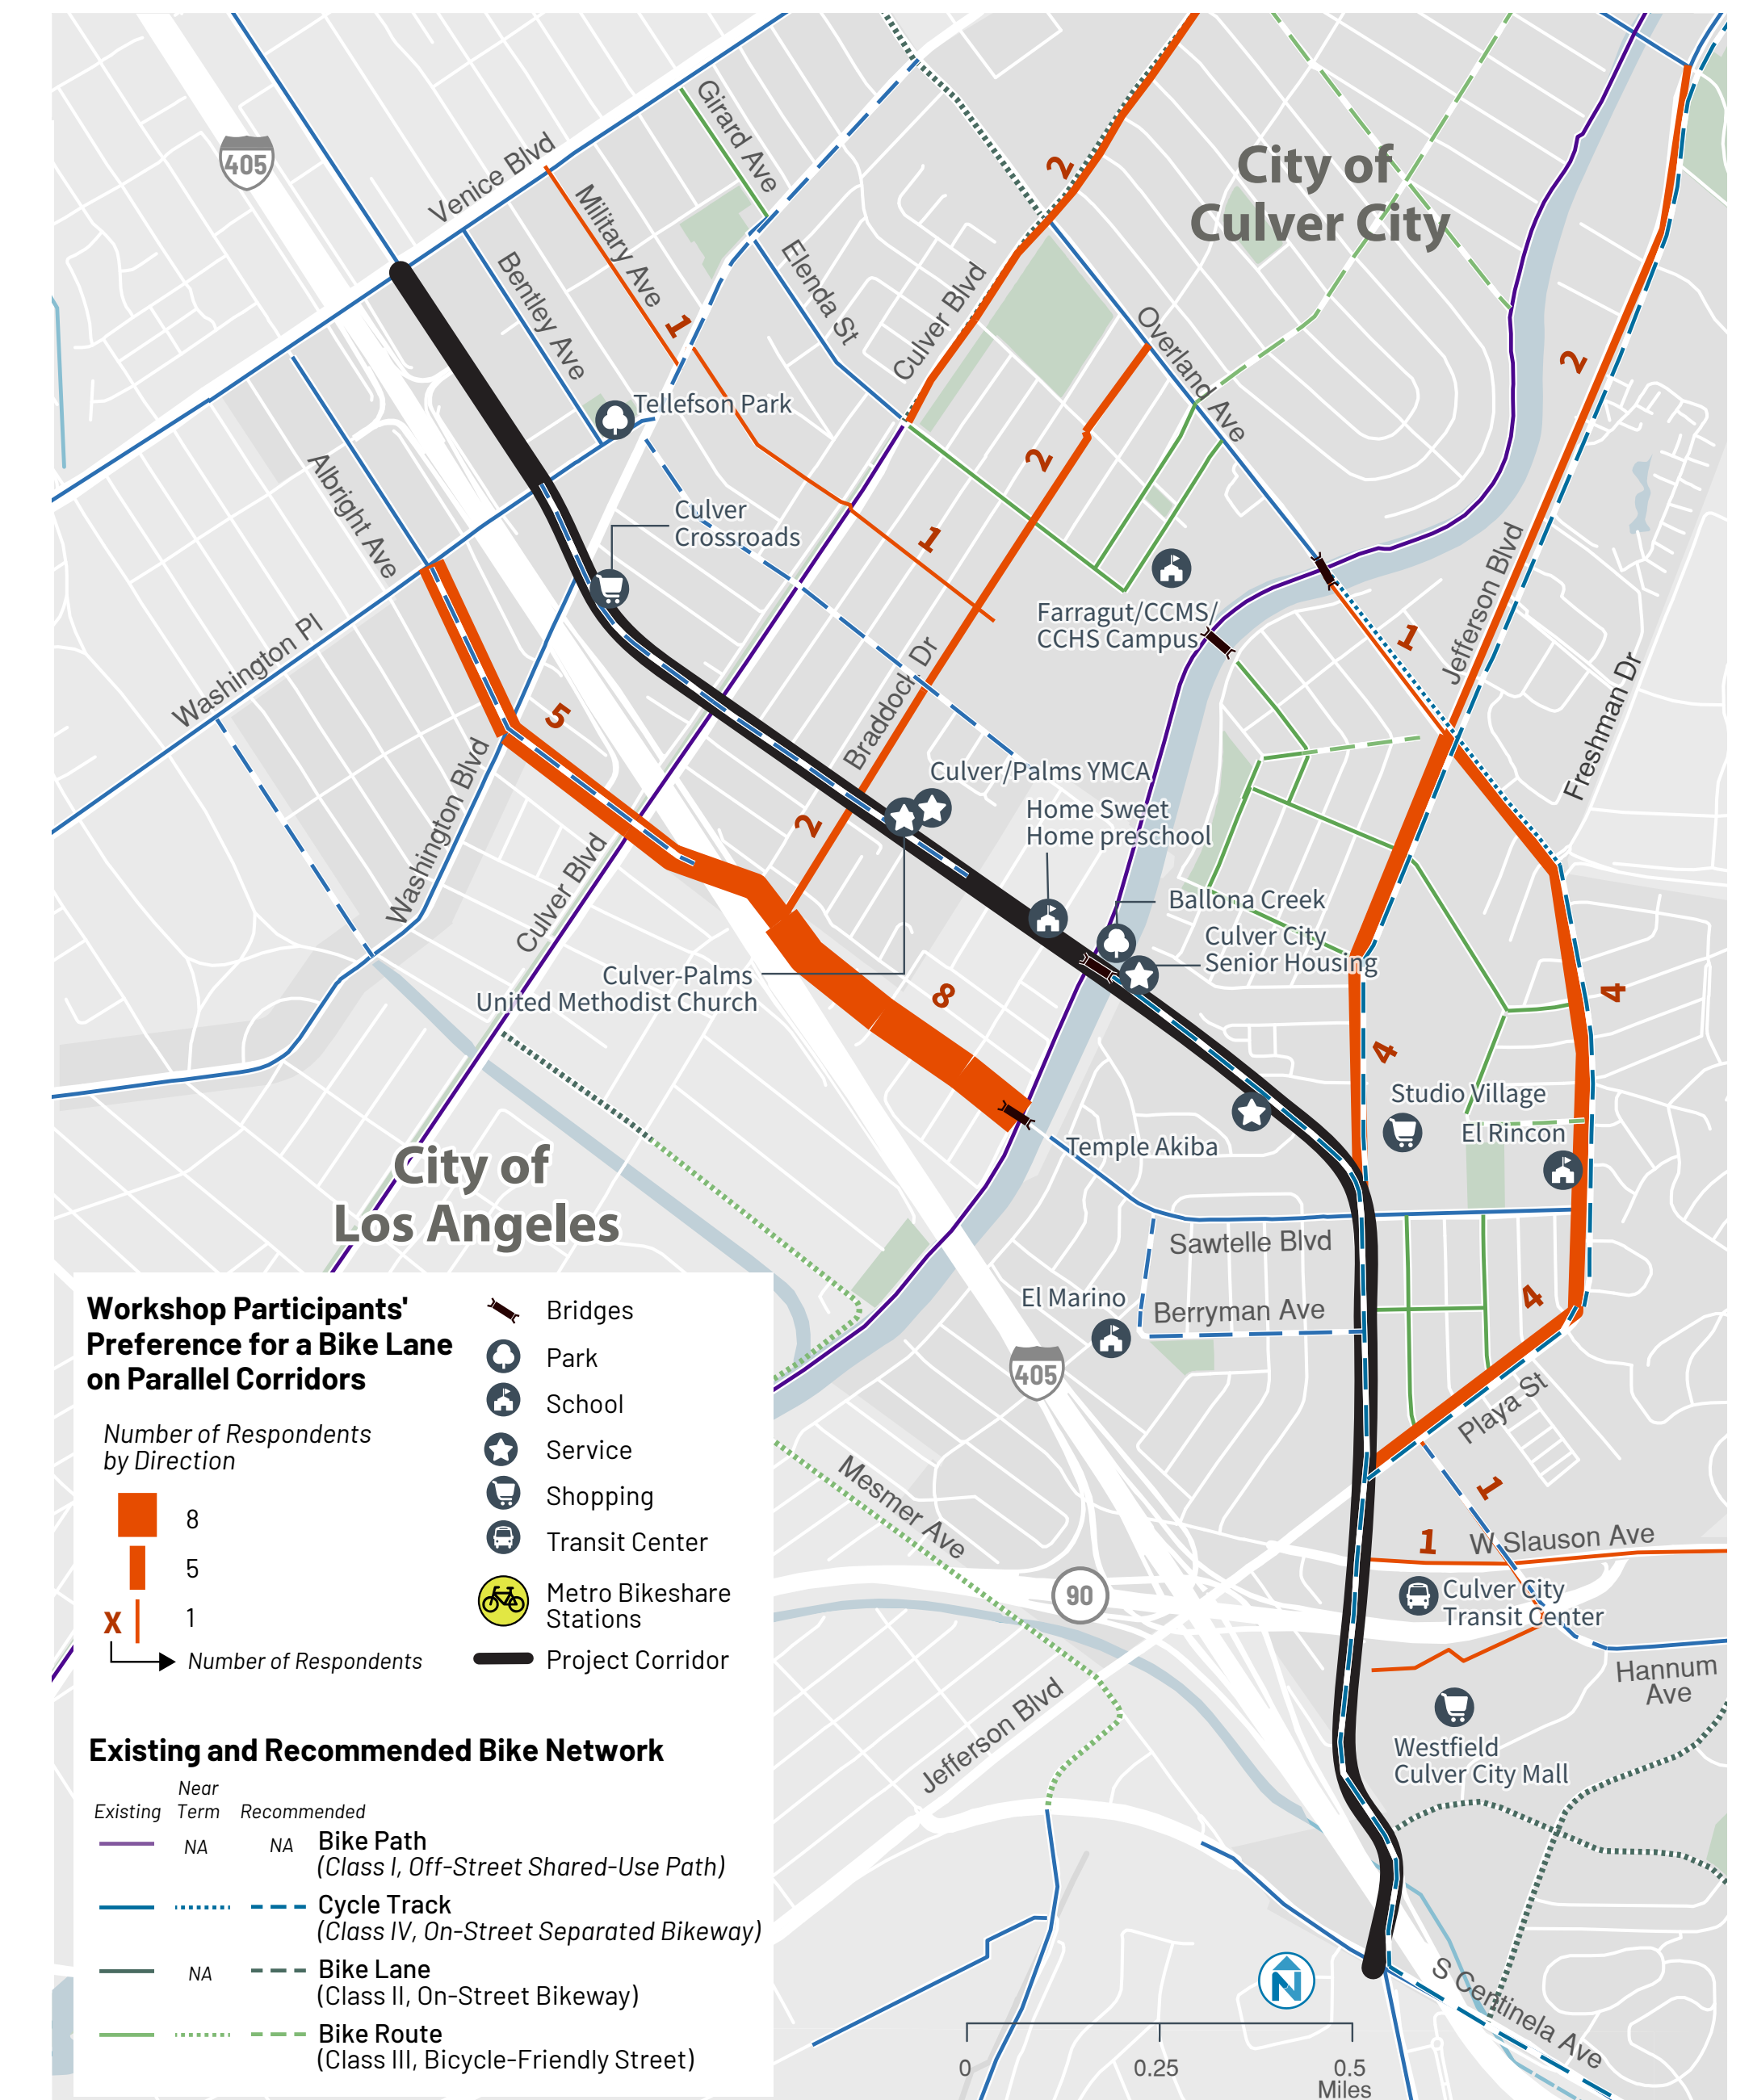 405
Venice Blvd
Girard Ave
Military Ave
Bentley Ave
1
Elenda St
Culver Blvd
2
City of
Culver City
Overland Ave
2
Tellefson Park
Albright Ave
Culver
Crossroads
2
1
Farragut/CCMS/
CCHS Campus
1
Jefferson Blvd
Freshman Dr
Washington Pl
5
Washington Blvd
Culver Blvd
Braddock Dr
2
Culver/Palms YMCA
Home Sweet
Home preschool
Ballona Creek
Culver City
Senior Housing
Culver-Palms
United Methodist Church
8
4
4
Studio Village
El Rincon
Temple Akiba
City of
Los Angeles
Sawtelle Blvd
El Marino
Berryman Ave
4
405
Playa St
Mesmer Ave
1
1
W Slauson Ave
90
Culver City
Transit Center
Hannum
Ave
Jefferson Blvd
Westfield
Culver City Mall
S Centinela Ave
N
0
0.25
0.5
Miles
Workshop Participants'
Preference for a Bike Lane
on Parallel Corridors
Number of Respondents
by Direction
8
5
X
1
Number of Respondents
Bridges
Park
School
Service
Shopping
Transit Center
Metro Bikeshare
Stations
Project Corridor
Existing and Recommended Bike Network
Existing
Near
Term
Recommended
NA
NA
Bike Path
(Class I, Off-Street Shared-Use Path)
Cycle Track
(Class IV, On-Street Separated Bikeway)
NA
Bike Lane
(Class II, On-Street Bikeway)
Bike Route
(Class III, Bicycle-Friendly Street)